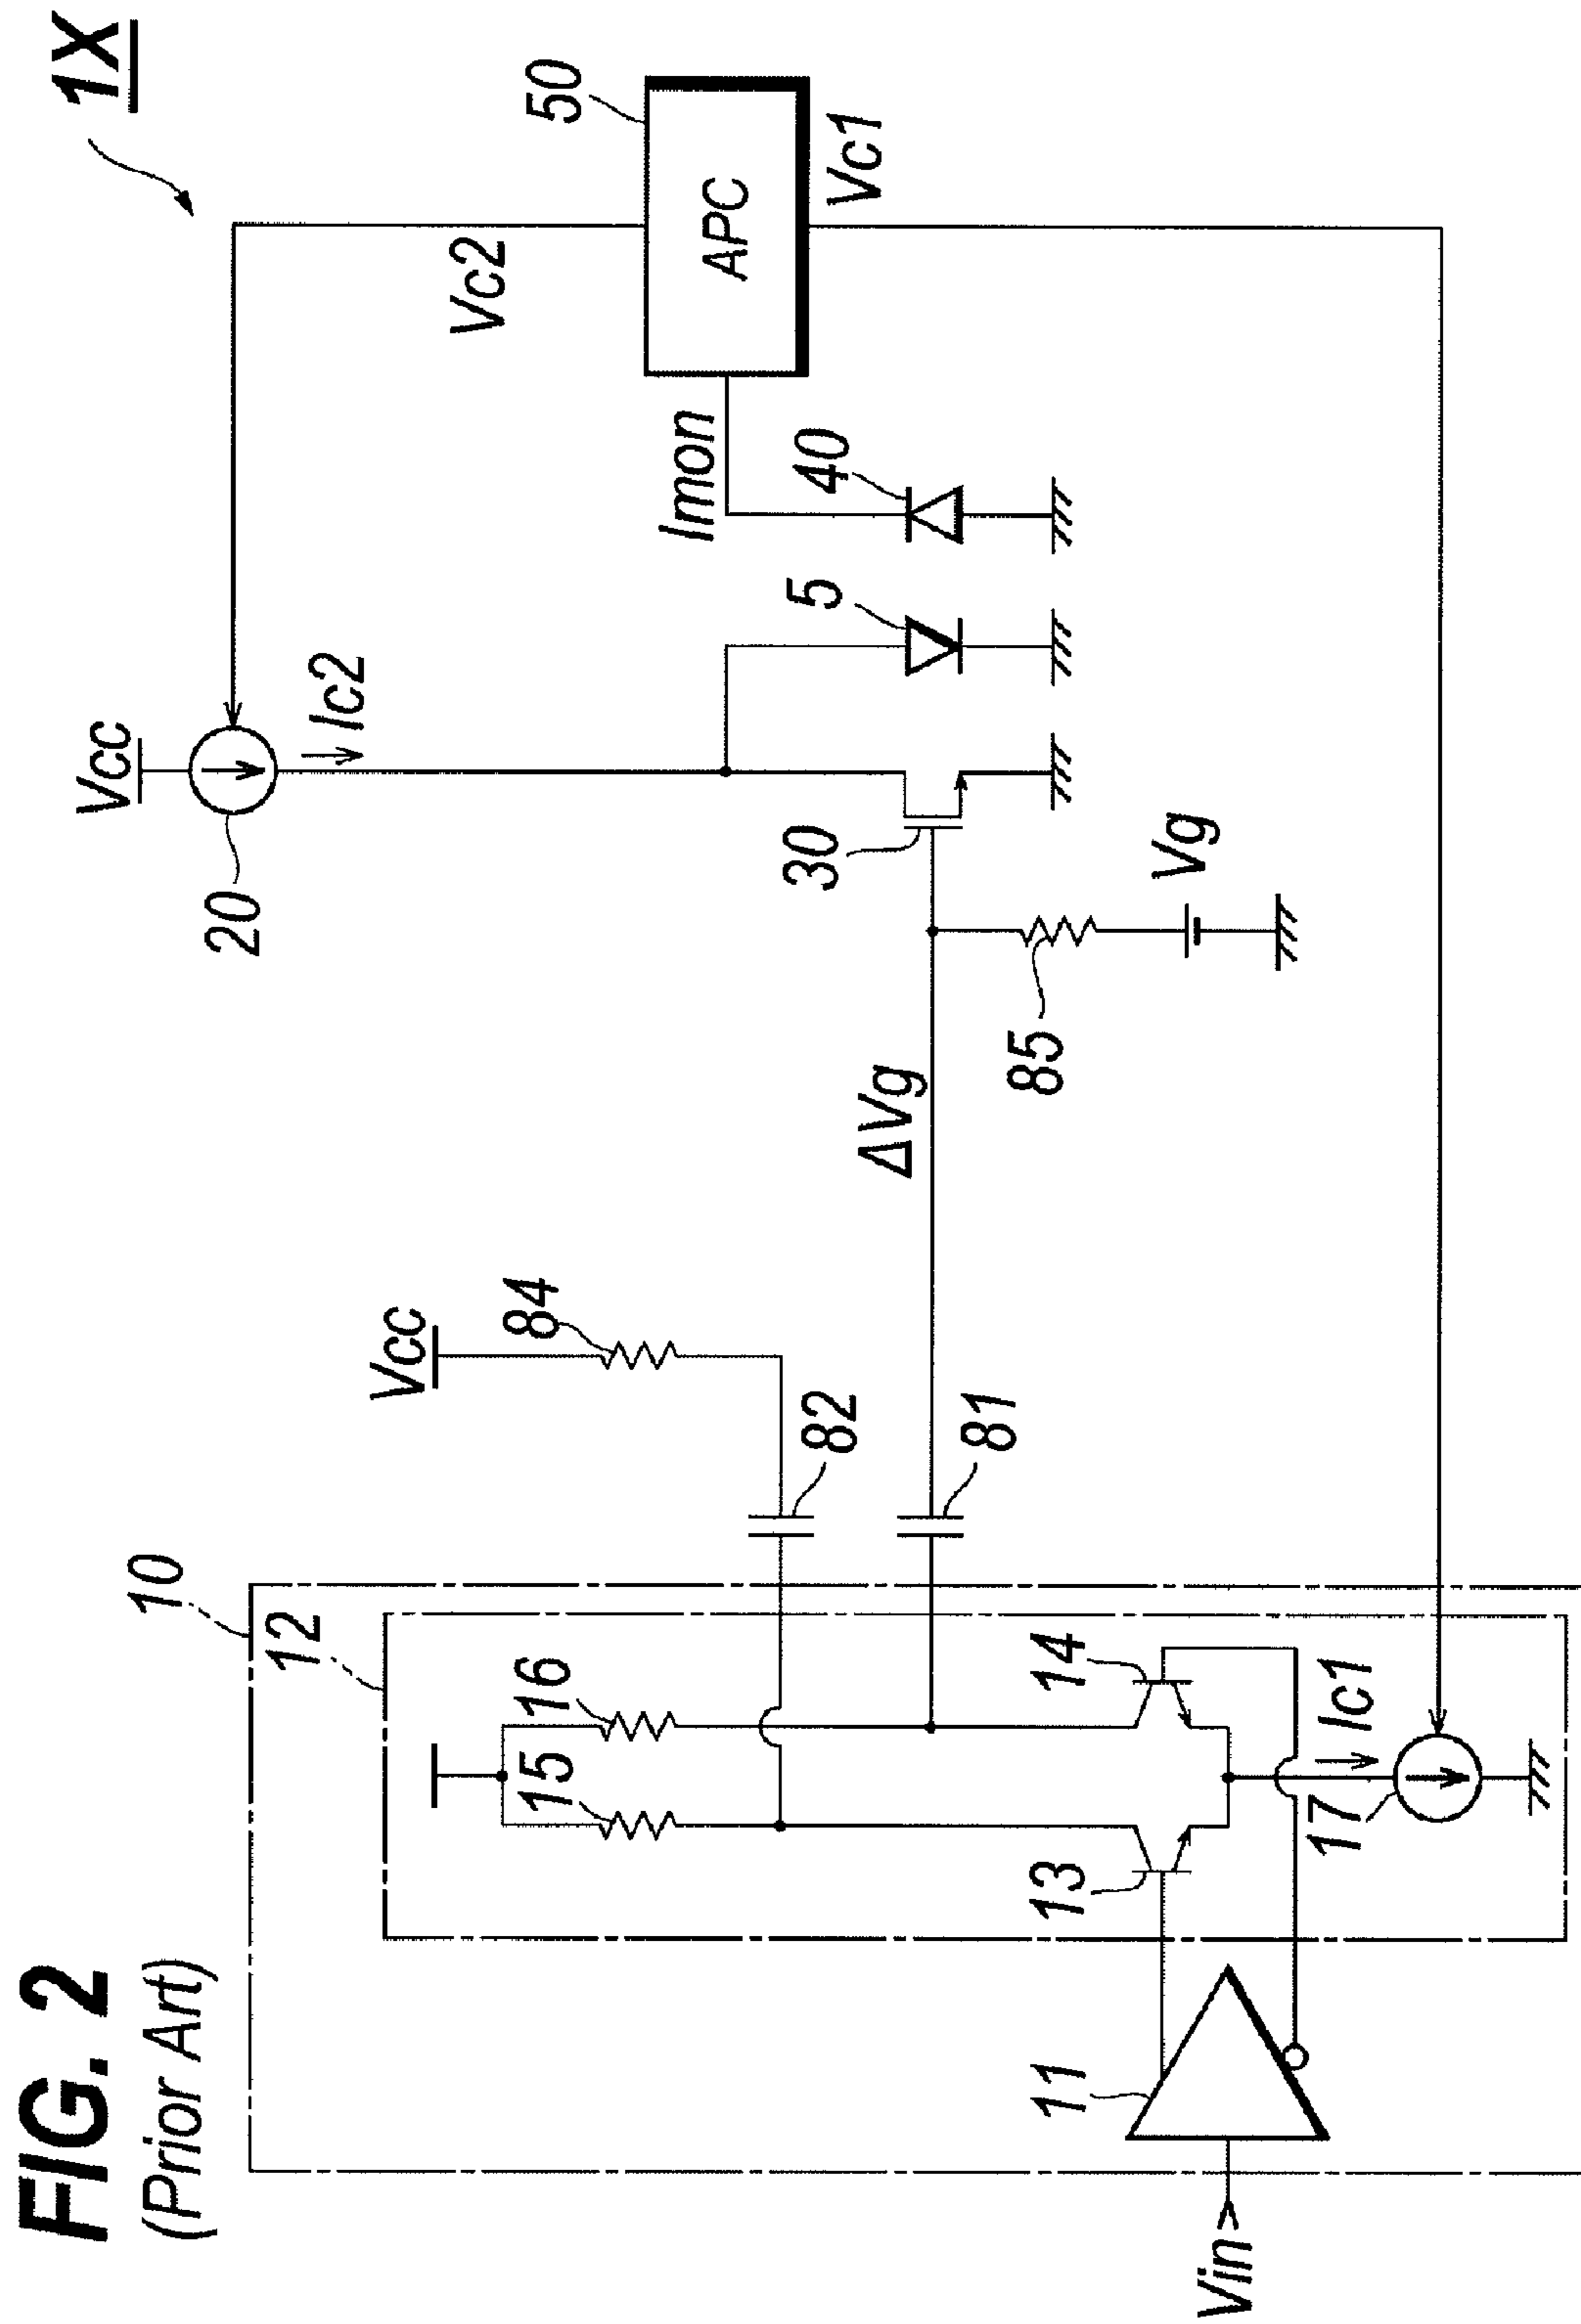 FIG. 2
(Prior Art)
1X
10
12
Vcc
84
Vcc
20
Ic2
Vc2
50
APC
Vc1
Imon
40
5
30
Vg
85
ΔVg
82
81
16
15
14
13
11
Ic1
17
Vin